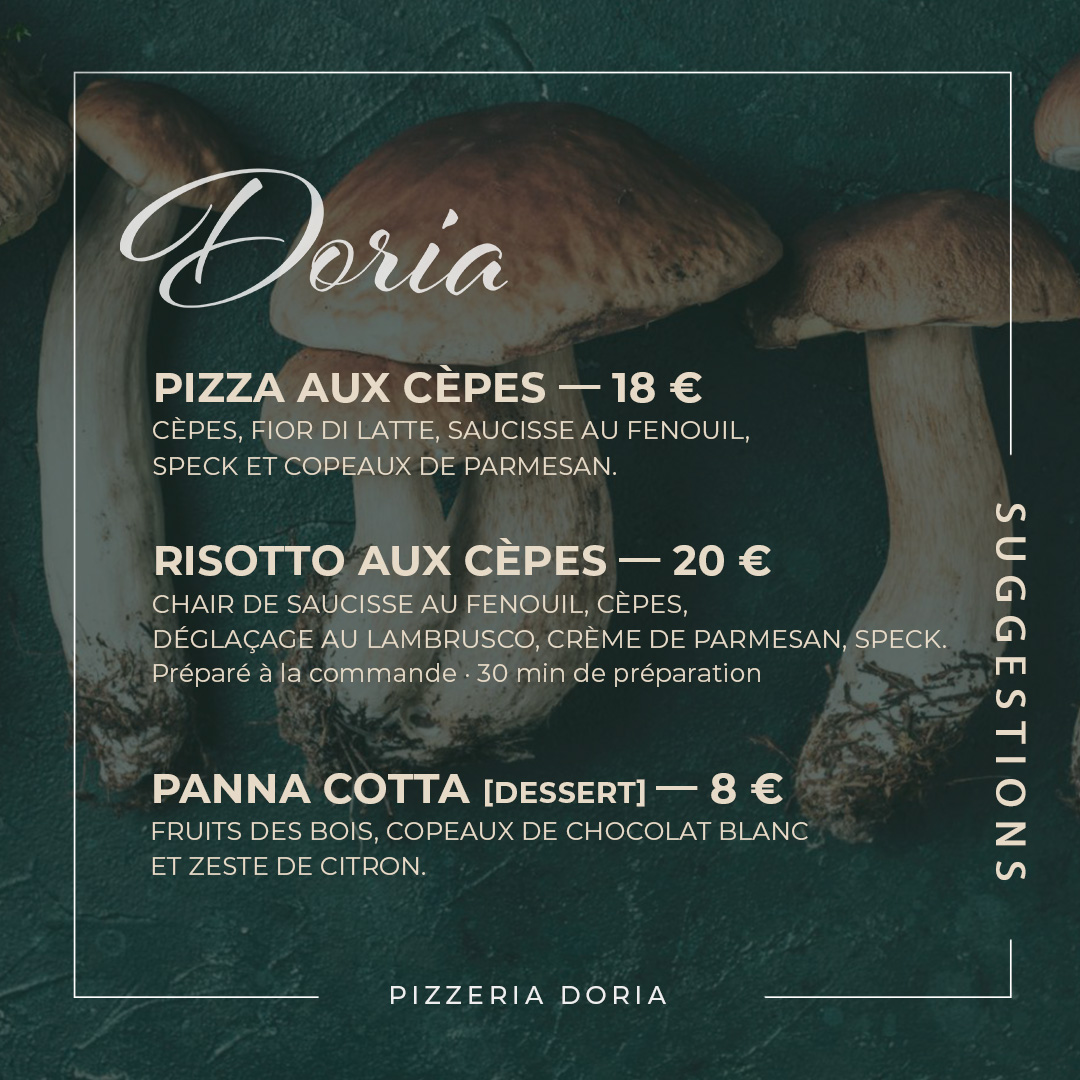 Doria
PIZZA AUX CÈPES — 18 €
CÈPES, FIOR DI LATTE, SAUCISSE AU FENOUIL,
SPECK ET COPEAUX DE PARMESAN.
RISOTTO AUX CÈPES — 20 €
CHAIR DE SAUCISSE AU FENOUIL, CÈPES,
DÉGLAÇAGE AU LAMBRUSCO, CRÈME DE PARMESAN, SPECK.
Préparé à la commande · 30 min de préparation
PANNA COTTA [DESSERT] — 8 €
FRUITS DES BOIS, COPEAUX DE CHOCOLAT BLANC
ET ZESTE DE CITRON.
SUGGESTIONS
PIZZERIA DORIA